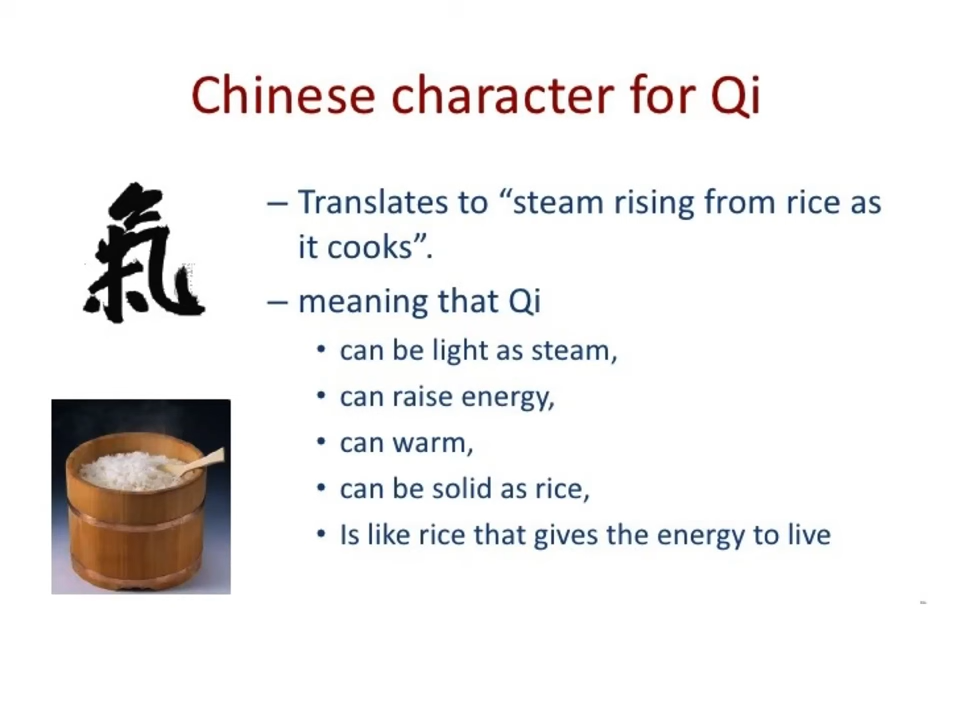 Chinese character for Qi
氣
– Translates to “steam rising from rice as
it cooks”.
– meaning that Qi
• can be light as steam,
• can raise energy,
• can warm,
• can be solid as rice,
• Is like rice that gives the energy to live